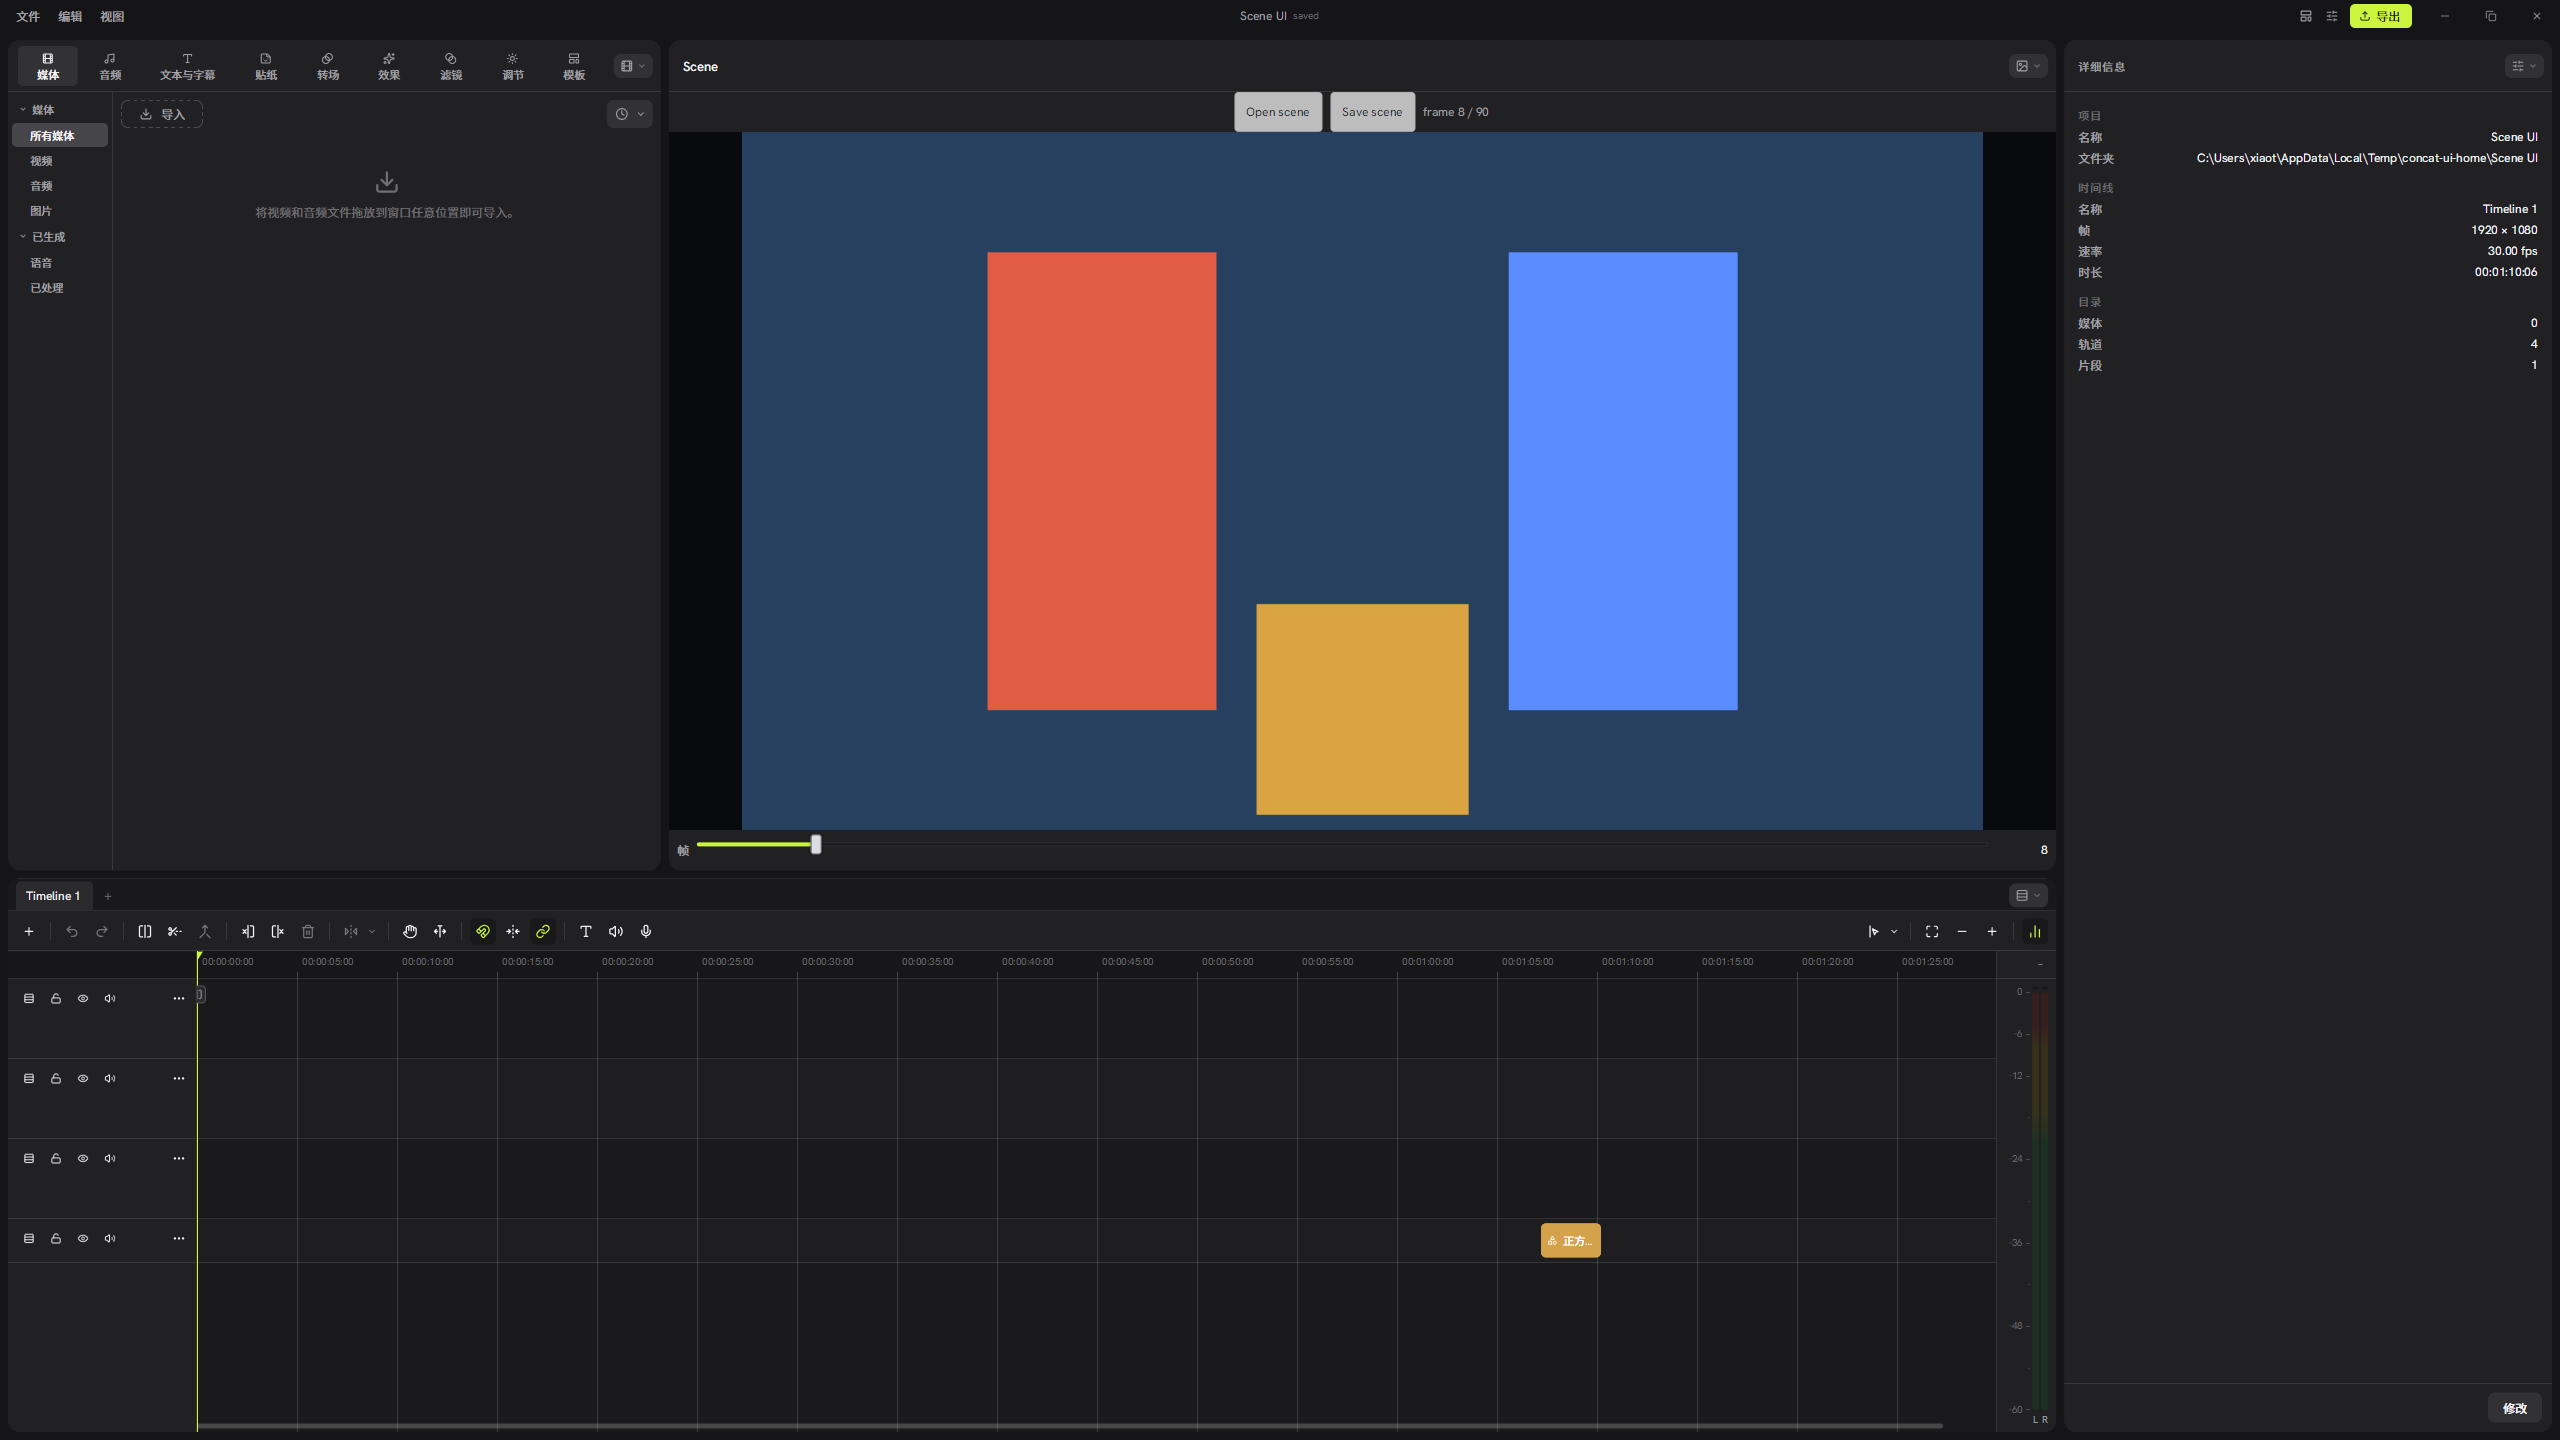 文件 编辑 视图
Scene UI saved
导出
媒体 音频 文本与字幕 贴纸 转场 效果 滤镜 调节 模板
媒体
所有媒体
视频
音频
图片
已生成
语音
已处理
导入
将视频和音频文件拖放到窗口任意位置即可导入。
Scene
Open scene Save scene frame 8 / 90
帧 8
详细信息
项目
名称 Scene UI
文件夹 C:\Users\xiaot\AppData\Local\Temp\concat-ui-home\Scene UI
时间线
名称 Timeline 1
帧 1920 × 1080
速率 30.00 fps
时长 00:01:10:06
目录
媒体 0
轨道 4
片段 1
修改
Timeline 1
00:00:00:00 00:00:05:00 00:00:10:00 00:00:15:00 00:00:20:00 00:00:25:00 00:00:30:00 00:00:35:00 00:00:40:00 00:00:45:00 00:00:50:00 00:00:55:00 00:01:00:00 00:01:05:00 00:01:10:00 00:01:15:00 00:01:20:00 00:01:25:00
正方...
0
-6
-12
-24
-36
-48
-60
L R